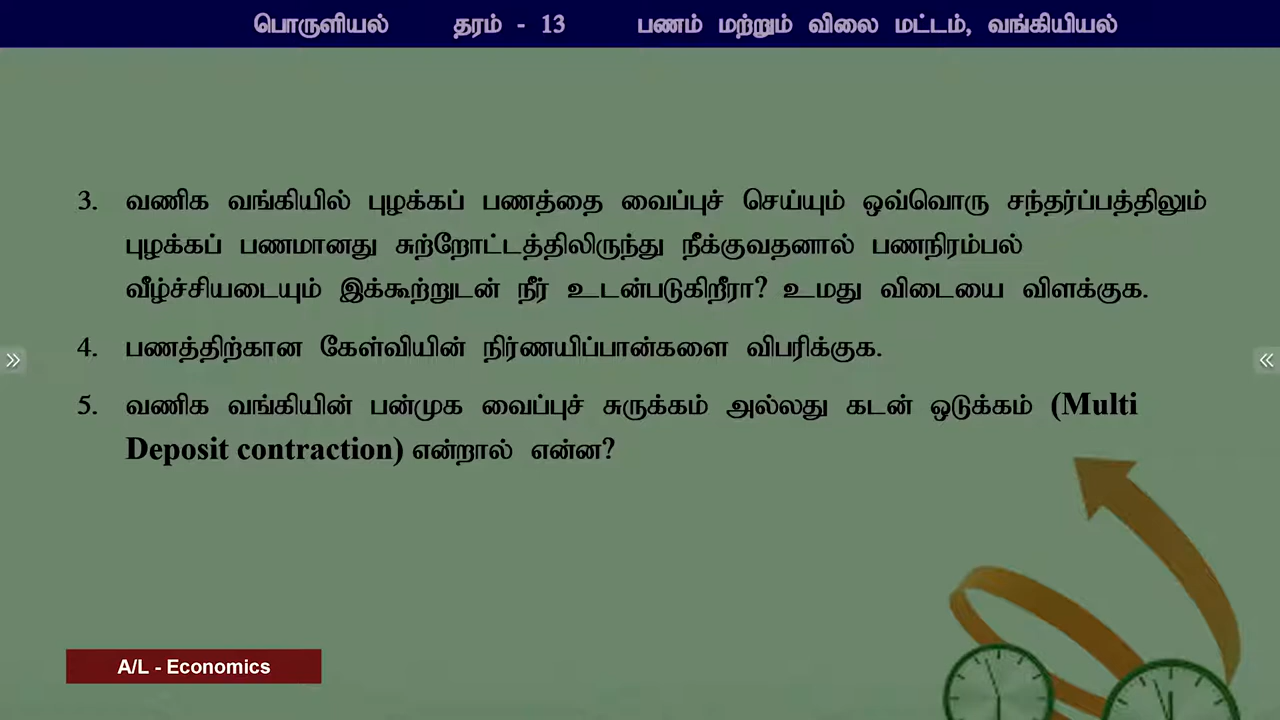 பொருளியல் தரம் - 13 பணம் மற்றும் விலை மட்டம், வங்கியியல்
3. வணிக வங்கியில் புழக்கப் பணத்தை வைப்புச் செய்யும் ஒவ்வொரு சந்தர்ப்பத்திலும்
புழக்கப் பணமானது சுற்றோட்டத்திலிருந்து நீக்குவதனால் பணநிரம்பல்
வீழ்ச்சியடையும் இக்கூற்றுடன் நீர் உடன்படுகிறீரா? உமது விடையை விளக்குக.
4. பணத்திற்கான கேள்வியின் நிர்ணயிப்பான்களை விபரிக்குக.
5. வணிக வங்கியின் பன்முக வைப்புச் சுருக்கம் அல்லது கடன் ஒடுக்கம் (Multi
Deposit contraction) என்றால் என்ன?
A/L - Economics